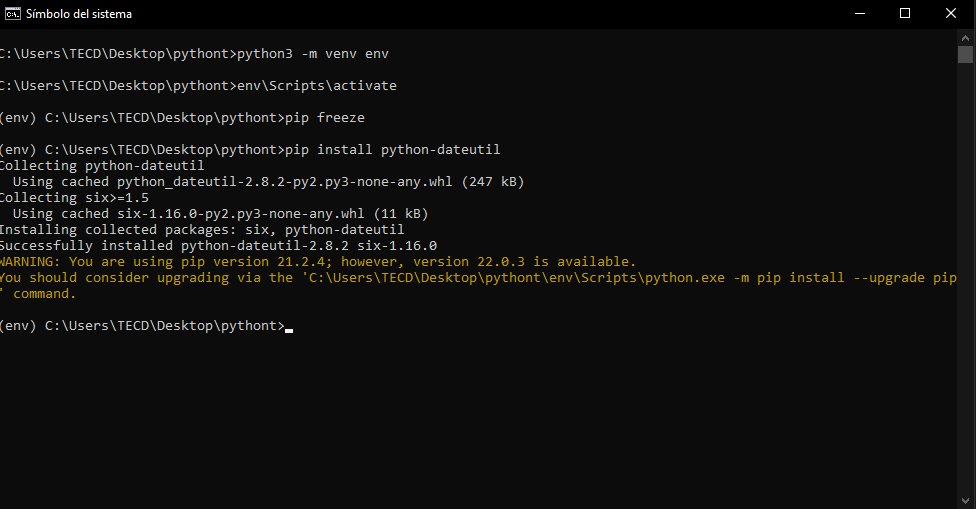 Símbolo del sistema
C:\Users\TECD\Desktop\pythont>python3 -m venv env
C:\Users\TECD\Desktop\pythont>env\Scripts\activate
(env) C:\Users\TECD\Desktop\pythont>pip freeze
(env) C:\Users\TECD\Desktop\pythont>pip install python-dateutil
Collecting python-dateutil
  Using cached python_dateutil-2.8.2-py2.py3-none-any.whl (247 kB)
Collecting six>=1.5
  Using cached six-1.16.0-py2.py3-none-any.whl (11 kB)
Installing collected packages: six, python-dateutil
Successfully installed python-dateutil-2.8.2 six-1.16.0
WARNING: You are using pip version 21.2.4; however, version 22.0.3 is available.
You should consider upgrading via the 'C:\Users\TECD\Desktop\pythont\env\Scripts\python.exe -m pip install --upgrade pip
' command.
(env) C:\Users\TECD\Desktop\pythont>